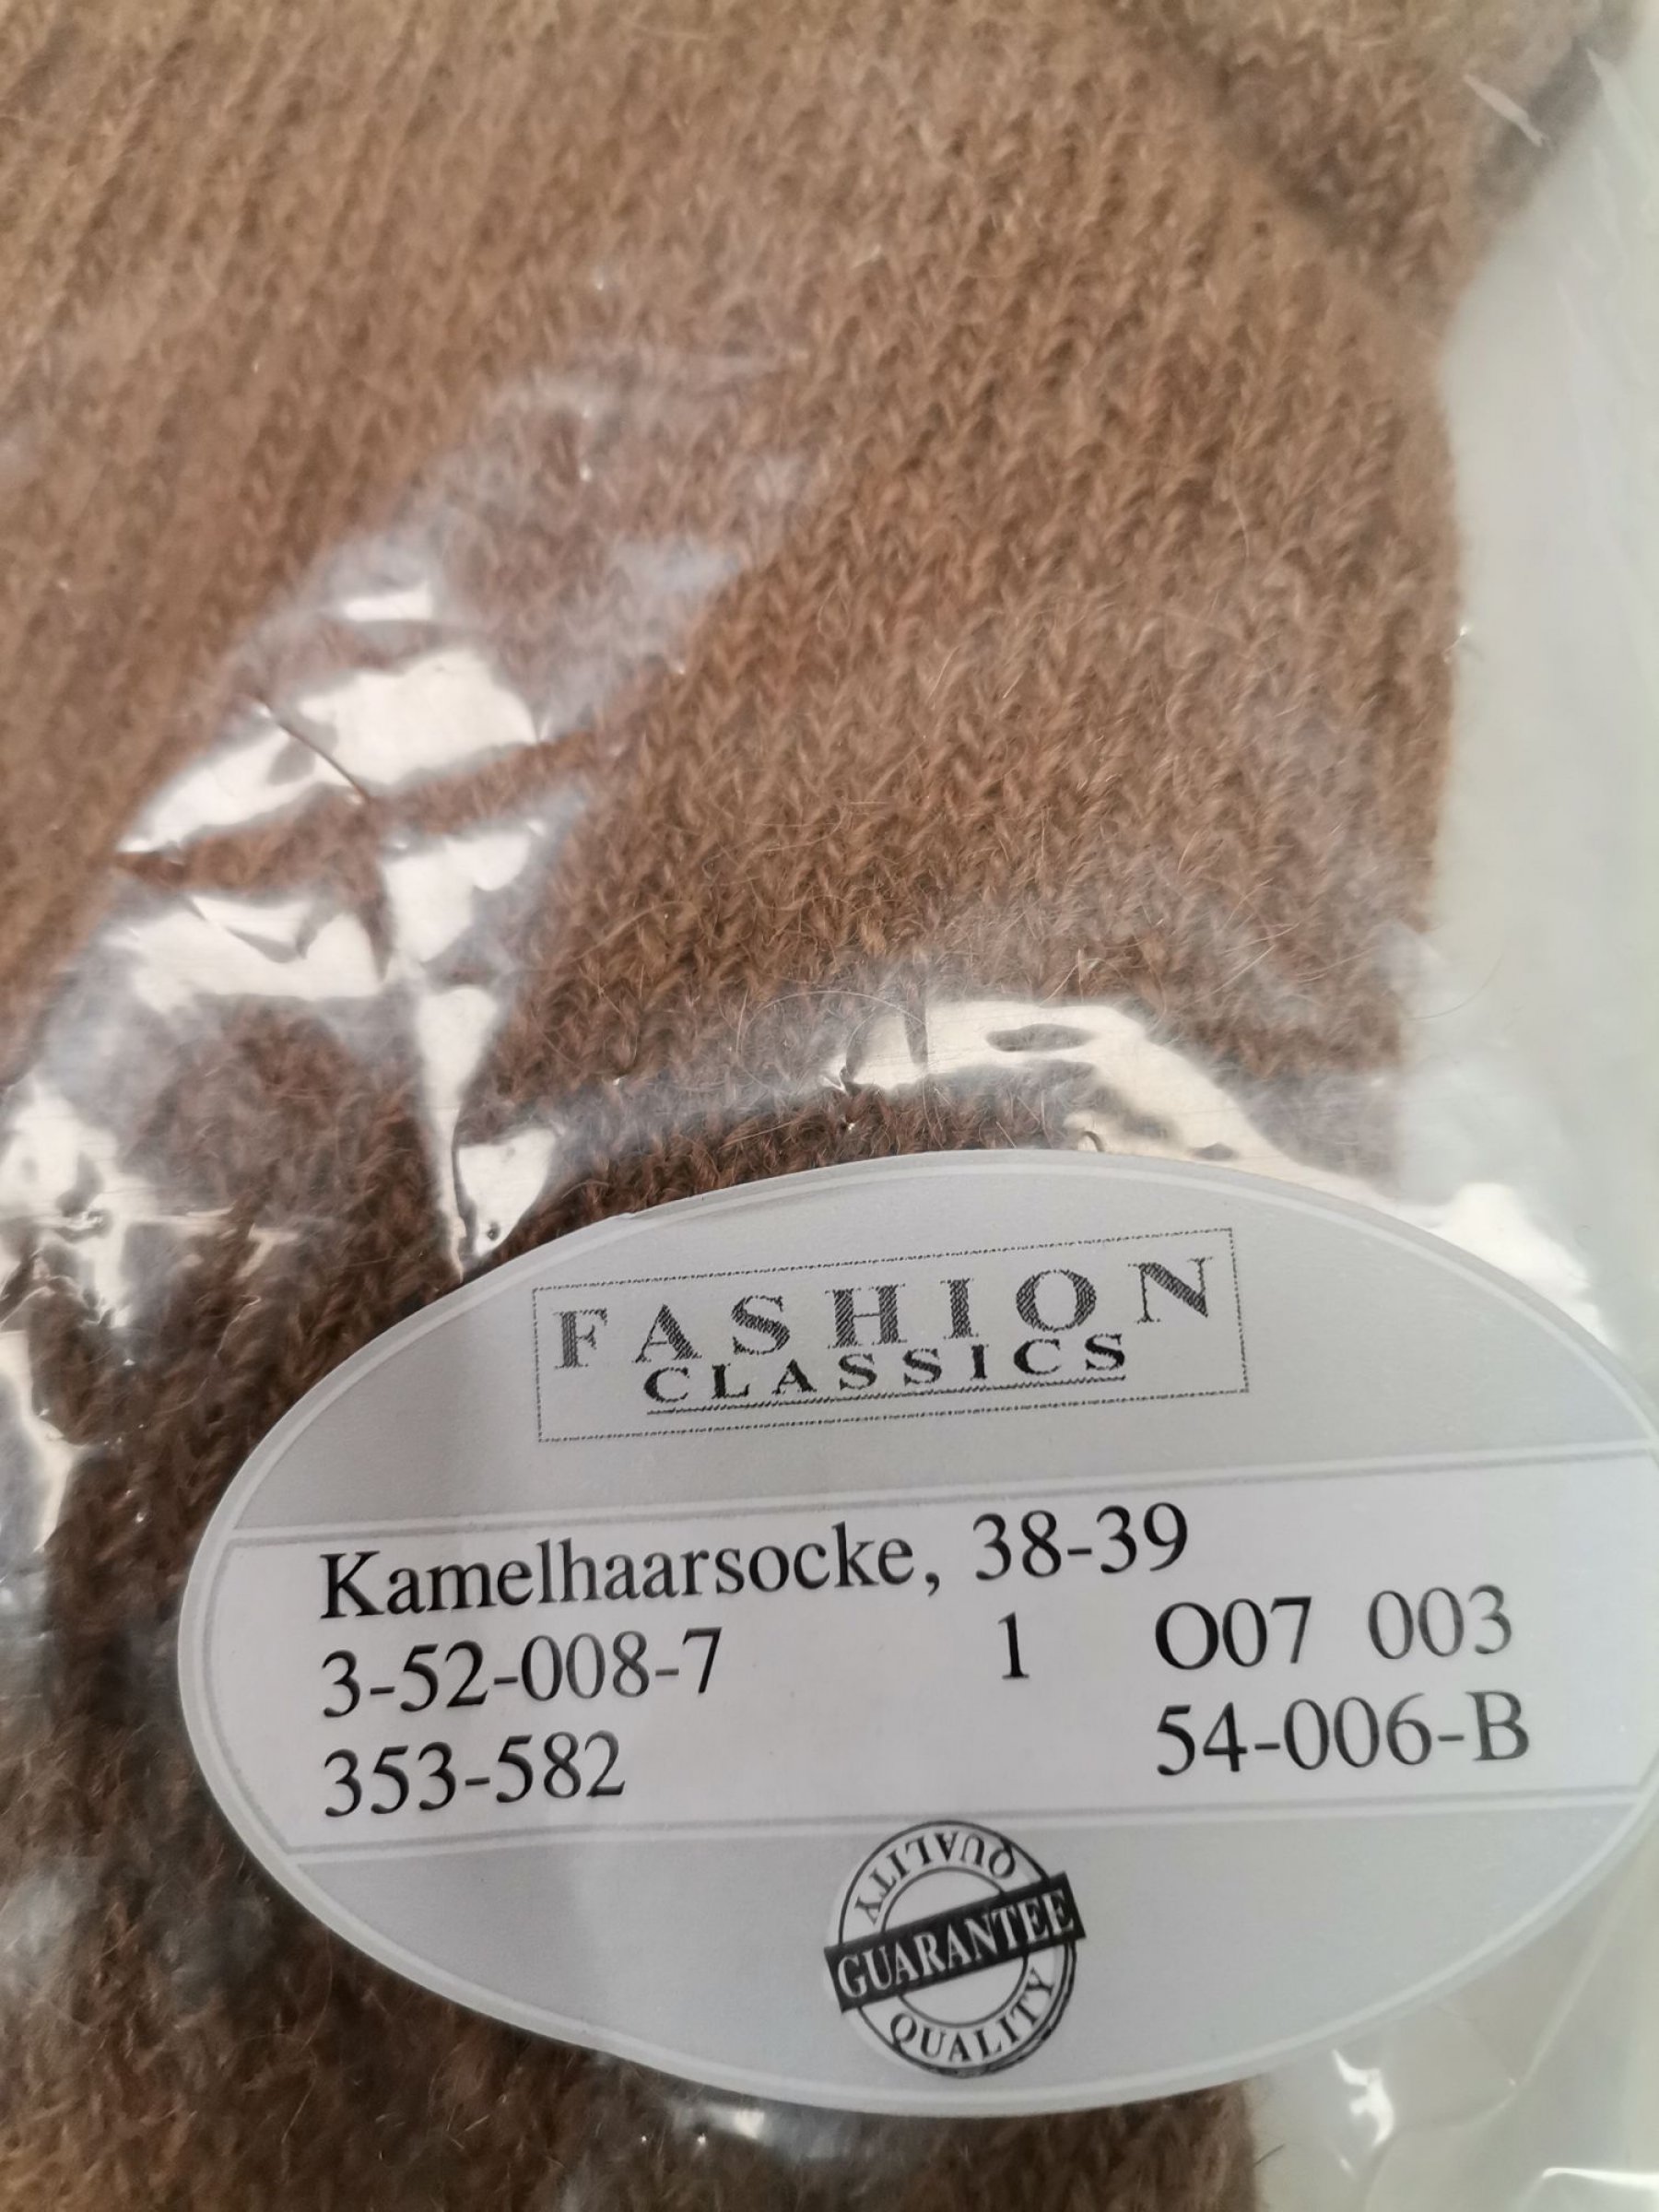 FASHION
CLASSICS
Kamelhaarsocke, 38-39
3-52-008-7 1 O07 003
353-582 54-006-B
QUALITY
GUARANTEE
QUALITY